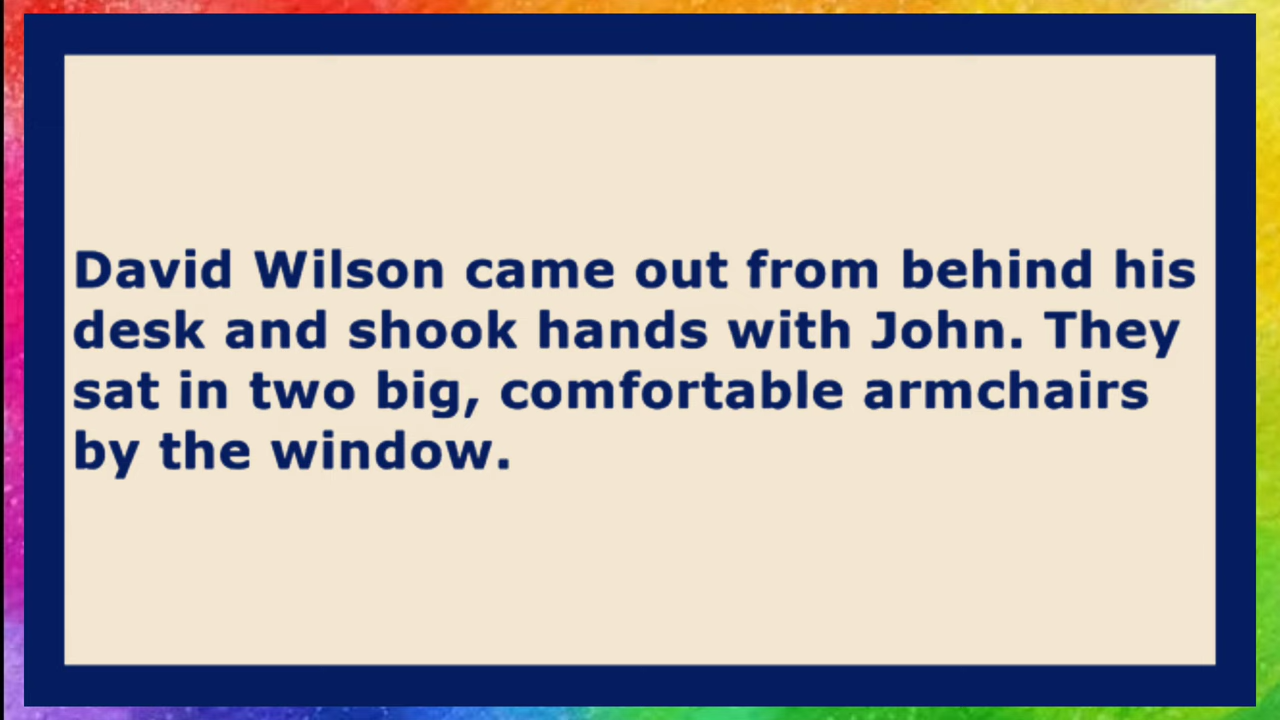 David Wilson came out from behind his
desk and shook hands with John. They
sat in two big, comfortable armchairs
by the window.